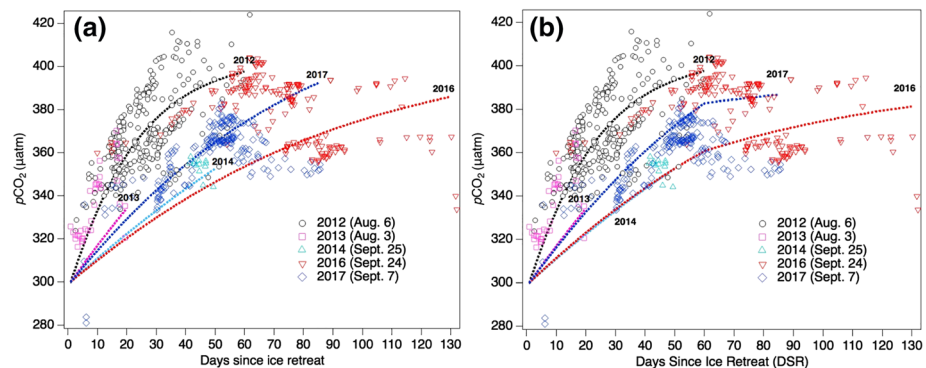 (a)
420
400
380
360
340
320
300
280
pCO2 (µatm)
2012
2017
2016
2014
2013
2012 (Aug. 6)
2013 (Aug. 3)
2014 (Sept. 25)
2016 (Sept. 24)
2017 (Sept. 7)
0 10 20 30 40 50 60 70 80 90 100 110 120 130
Days since ice retreat
(b)
420
400
380
360
340
320
300
280
pCO2 (µatm)
2012
2017
2016
2013
2014
2012 (Aug. 6)
2013 (Aug. 3)
2014 (Sept. 25)
2016 (Sept. 24)
2017 (Sept. 7)
0 10 20 30 40 50 60 70 80 90 100 110 120 130
Days Since Ice Retreat (DSR)